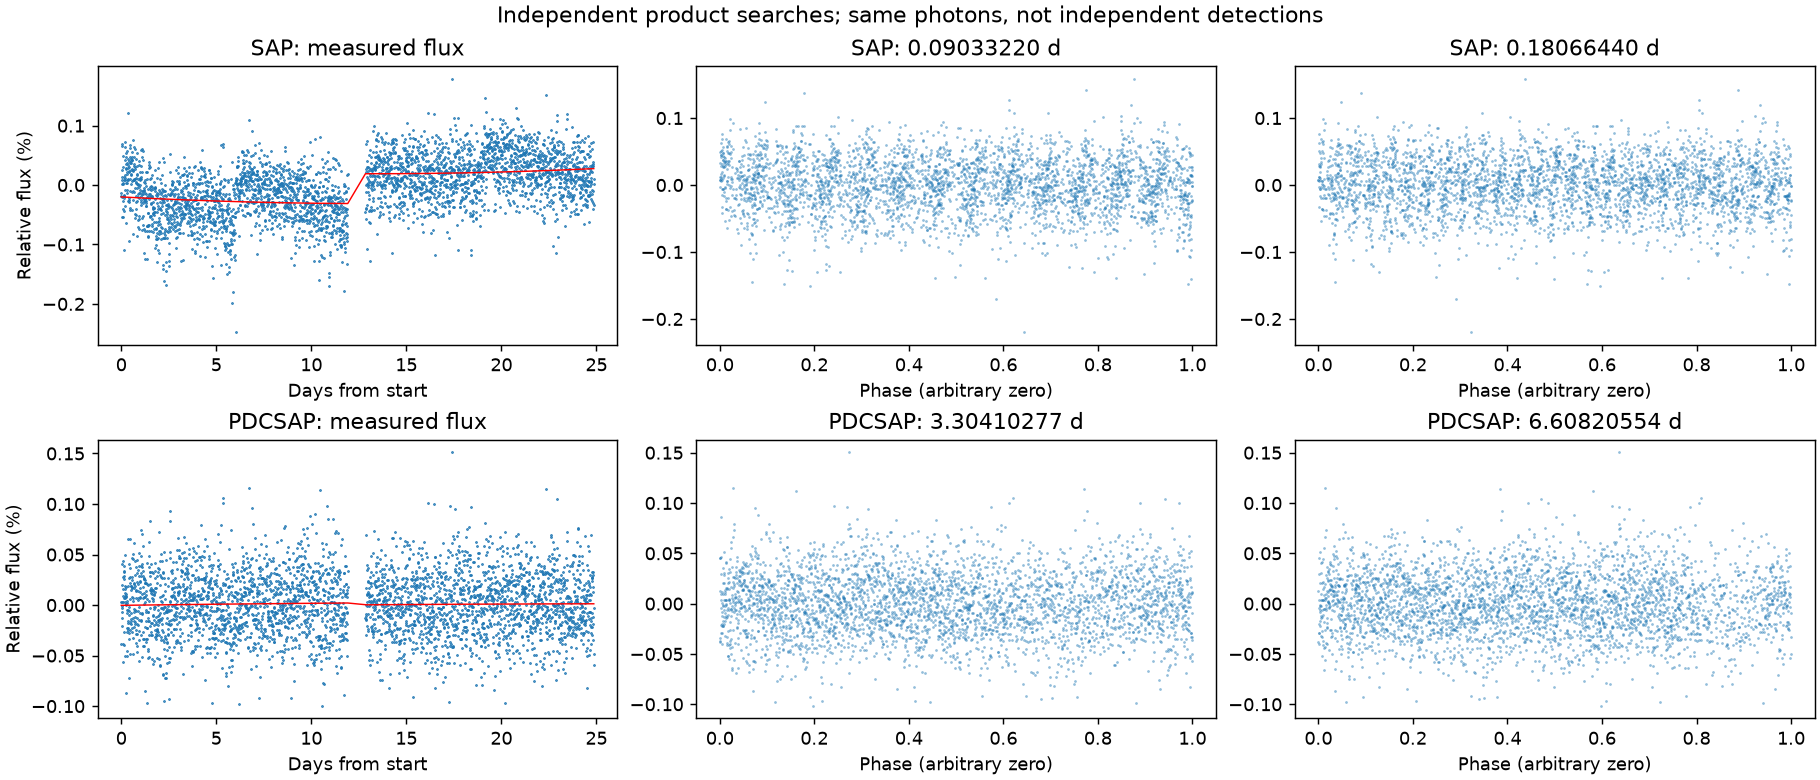 Independent product searches; same photons, not independent detections
SAP: measured flux
SAP: 0.09033220 d
SAP: 0.18066440 d
Relative flux (%)
0.1
0.0
−0.1
−0.2
0 5 10 15 20 25
Days from start
0.1
0.0
−0.1
−0.2
0.0 0.2 0.4 0.6 0.8 1.0
Phase (arbitrary zero)
0.1
0.0
−0.1
−0.2
0.0 0.2 0.4 0.6 0.8 1.0
Phase (arbitrary zero)
PDCSAP: measured flux
PDCSAP: 3.30410277 d
PDCSAP: 6.60820554 d
Relative flux (%)
0.15
0.10
0.05
0.00
−0.05
−0.10
0 5 10 15 20 25
Days from start
0.15
0.10
0.05
0.00
−0.05
−0.10
0.0 0.2 0.4 0.6 0.8 1.0
Phase (arbitrary zero)
0.15
0.10
0.05
0.00
−0.05
−0.10
0.0 0.2 0.4 0.6 0.8 1.0
Phase (arbitrary zero)